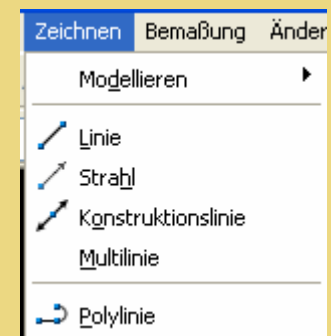 Zeichnen Bemaßung Änder
Modellieren
Linie
Strahl
Konstruktionslinie
Multilinie
Polylinie